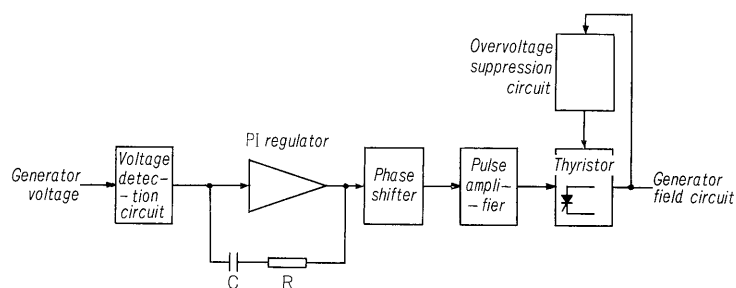 Overvoltage
suppression
circuit
PI regulator
Generator
voltage
Voltage
detec-
-tion
circuit
Phase
shifter
Pulse
ampli-
-fier
Thyristor
Generator
field circuit
C
R